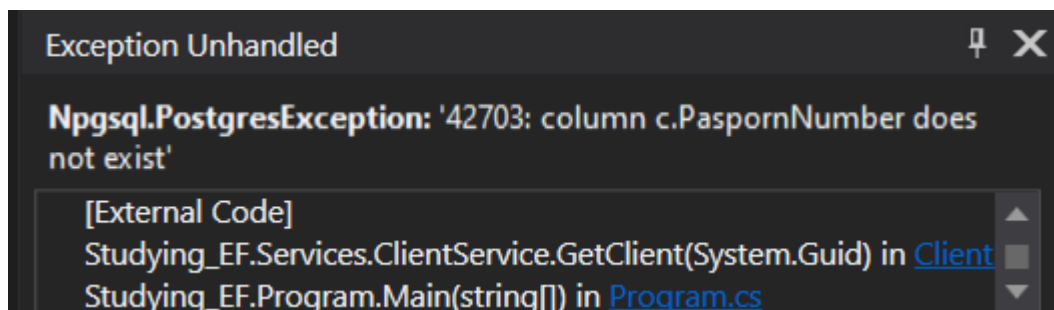 Exception Unhandled
Npgsql.PostgresException: '42703: column c.PaspornNumber does
not exist'
[External Code]
Studying_EF.Services.ClientService.GetClient(System.Guid) in Client
Studying_EF.Program.Main(string[]) in Program.cs